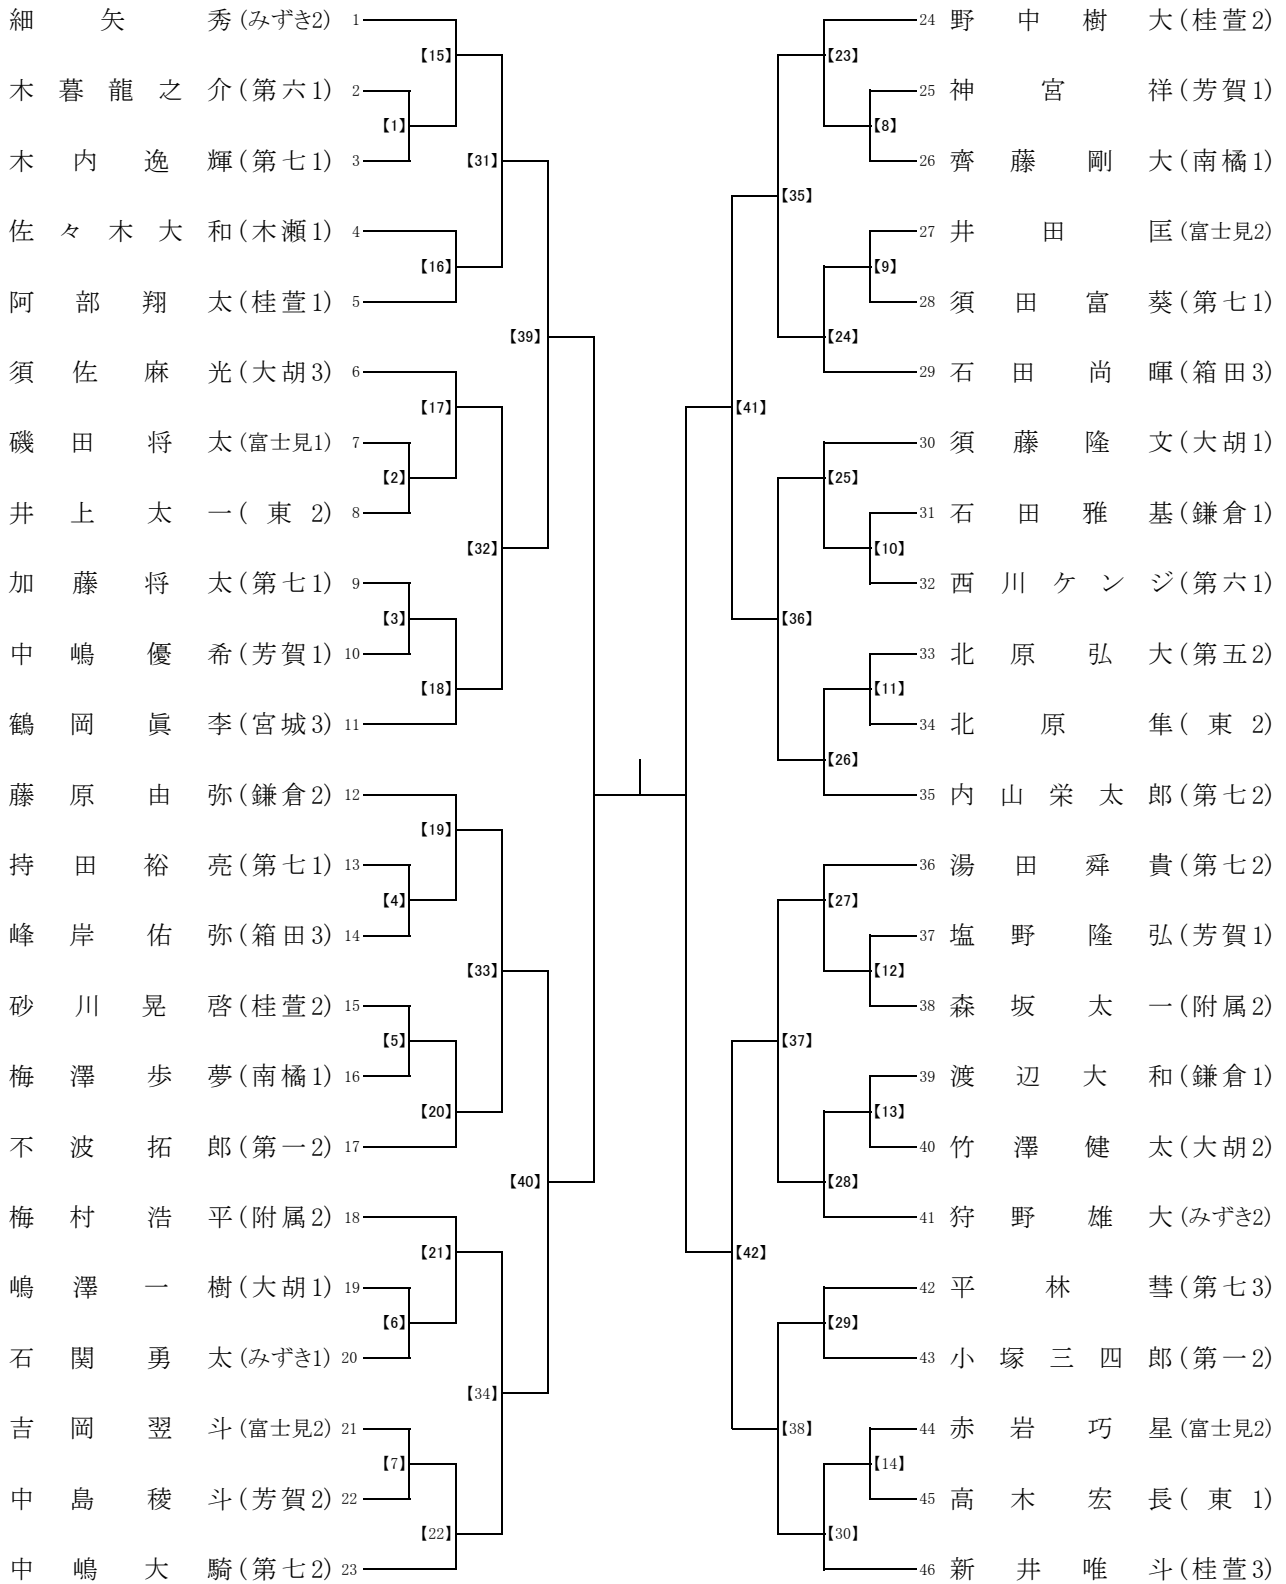 細矢秀(みずき2) 1
【15】
木暮龍之介(第六1) 2
【1】
木内逸輝(第七1) 3
【31】
佐々木大和(木瀬1) 4
【16】
阿部翔太(桂萱1) 5
【39】
須佐麻光(大胡3) 6
【17】
磯田将太(富士見1) 7
【2】
井上太一(東2) 8
【32】
加藤将太(第七1) 9
【3】
中嶋優希(芳賀1) 10
【18】
鶴岡眞李(宮城3) 11
藤原由弥(鎌倉2) 12
【19】
持田裕亮(第七1) 13
【4】
峰岸佑弥(箱田3) 14
【33】
砂川晃啓(桂萱2) 15
【5】
梅澤歩夢(南橘1) 16
【20】
不波拓郎(第一2) 17
【40】
梅村浩平(附属2) 18
【21】
嶋澤一樹(大胡1) 19
【6】
石関勇太(みずき1) 20
【34】
吉岡翌斗(富士見2) 21
【7】
中島稜斗(芳賀2) 22
【22】
中嶋大騎(第七2) 23
24 野中樹大(桂萱2)
【23】
25 神宮祥(芳賀1)
【8】
26 齊藤剛大(南橘1)
【35】
27 井田匡(富士見2)
【9】
28 須田富葵(第七1)
【24】
29 石田尚暉(箱田3)
【41】
30 須藤隆文(大胡1)
【25】
31 石田雅基(鎌倉1)
【10】
32 西川ケンジ(第六1)
【36】
33 北原弘大(第五2)
【11】
34 北原隼(東2)
【26】
35 内山栄太郎(第七2)
36 湯田舜貴(第七2)
【27】
37 塩野隆弘(芳賀1)
【12】
38 森坂太一(附属2)
【37】
39 渡辺大和(鎌倉1)
【13】
40 竹澤健太(大胡2)
【28】
41 狩野雄大(みずき2)
【42】
42 平林彗(第七3)
【29】
43 小塚三四郎(第一2)
【38】
44 赤岩巧星(富士見2)
【14】
45 高木宏長(東1)
【30】
46 新井唯斗(桂萱3)